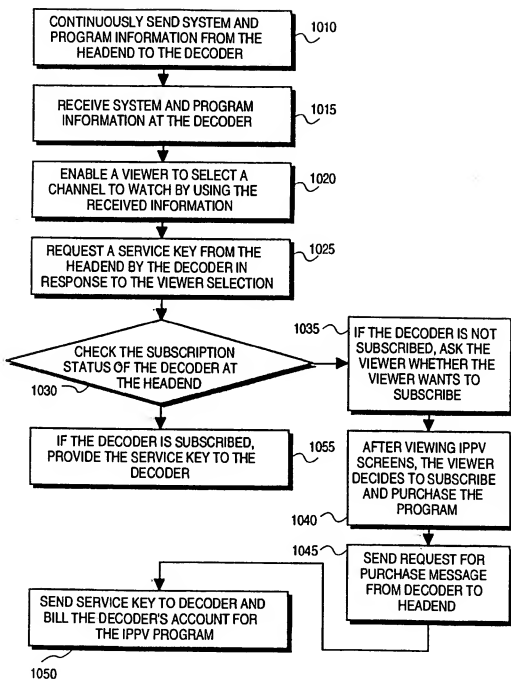 CONTINUOUSLY SEND SYSTEM AND
PROGRAM INFORMATION FROM THE
HEADEND TO THE DECODER
1010
RECEIVE SYSTEM AND PROGRAM
INFORMATION AT THE DECODER
1015
ENABLE A VIEWER TO SELECT A
CHANNEL TO WATCH BY USING THE
RECEIVED INFORMATION
1020
REQUEST A SERVICE KEY FROM THE
HEADEND BY THE DECODER IN
RESPONSE TO THE VIEWER SELECTION
1025
CHECK THE SUBSCRIPTION
STATUS OF THE DECODER AT
THE HEADEND
1030
1035
IF THE DECODER IS NOT
SUBSCRIBED, ASK THE
VIEWER WHETHER THE
VIEWER WANTS TO
SUBSCRIBE
IF THE DECODER IS SUBSCRIBED,
PROVIDE THE SERVICE KEY TO THE
DECODER
1055
AFTER VIEWING IPPV
SCREENS, THE VIEWER
DECIDES TO SUBSCRIBE
AND PURCHASE THE
PROGRAM
1040
1045
SEND REQUEST FOR
PURCHASE MESSAGE
FROM DECODER TO
HEADEND
SEND SERVICE KEY TO DECODER AND
BILL THE DECODER'S ACCOUNT FOR
THE IPPV PROGRAM
1050